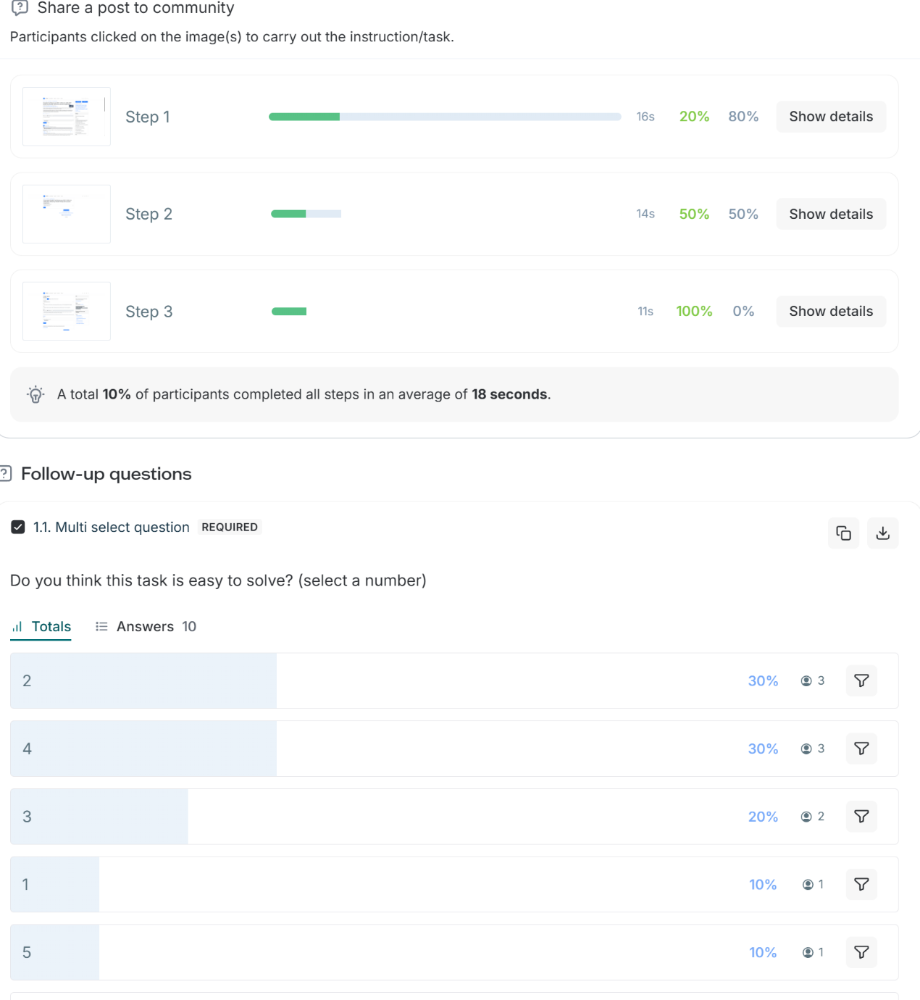 Share a post to community
Participants clicked on the image(s) to carry out the instruction/task.
Step 1 16s 20% 80% Show details
Step 2 14s 50% 50% Show details
Step 3 11s 100% 0% Show details
A total 10% of participants completed all steps in an average of 18 seconds.
Follow-up questions
1.1. Multi select question REQUIRED
Do you think this task is easy to solve? (select a number)
Totals Answers 10
2 30% 3
4 30% 3
3 20% 2
1 10% 1
5 10% 1